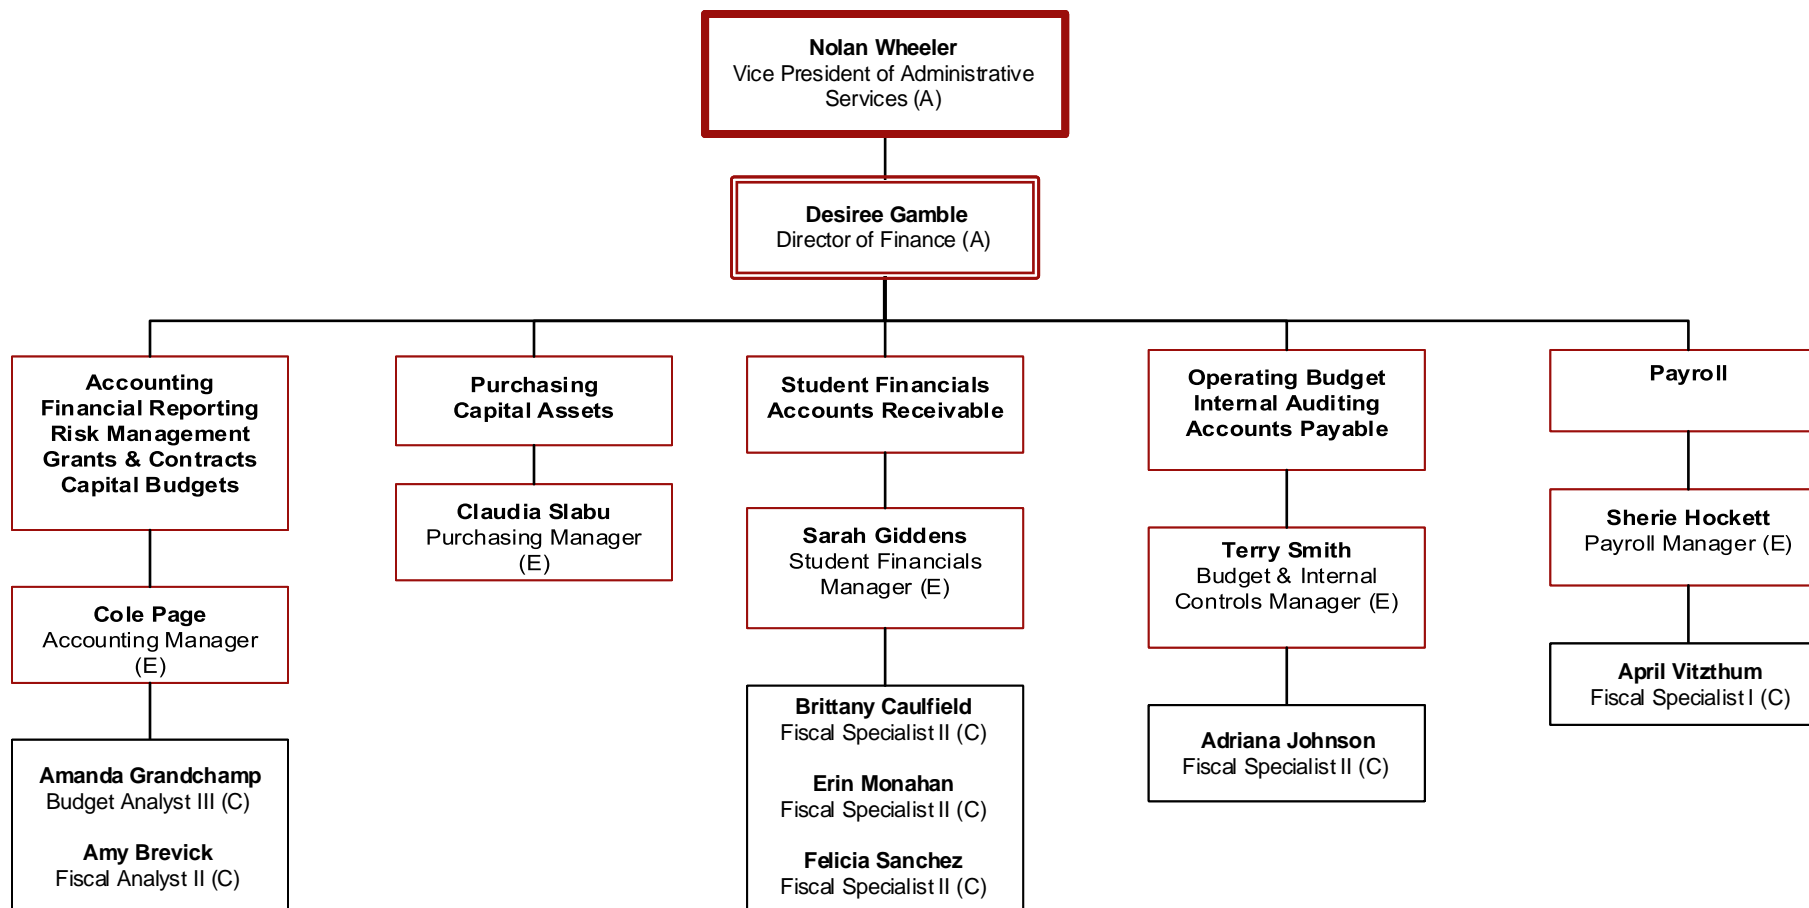 Nolan Wheeler
Vice President of Administrative
Services (A)
Desiree Gamble
Director of Finance (A)
Accounting
Financial Reporting
Risk Management
Grants & Contracts
Capital Budgets
Cole Page
Accounting Manager
(E)
Amanda Grandchamp
Budget Analyst III (C)
Amy Brevick
Fiscal Analyst II (C)
Purchasing
Capital Assets
Claudia Slabu
Purchasing Manager
(E)
Student Financials
Accounts Receivable
Sarah Giddens
Student Financials
Manager (E)
Brittany Caulfield
Fiscal Specialist II (C)
Erin Monahan
Fiscal Specialist II (C)
Felicia Sanchez
Fiscal Specialist II (C)
Operating Budget
Internal Auditing
Accounts Payable
Terry Smith
Budget & Internal
Controls Manager (E)
Adriana Johnson
Fiscal Specialist II (C)
Payroll
Sherie Hockett
Payroll Manager (E)
April Vitzthum
Fiscal Specialist I (C)